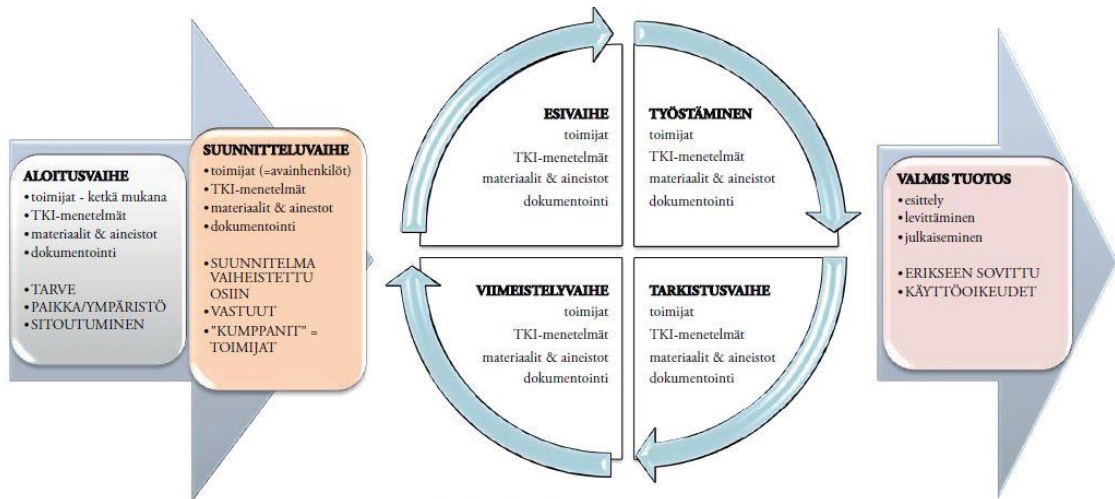 ALOITUSVAIHE
•toimijat - ketkä mukana
•TKI-menetelmät
•materiaalit & aineistot
•dokumentointi
•TARVE
•PAIKKA/YMPÄRISTÖ
•SITOUTUMINEN
SUUNNITTELUVAIHE
•toimijat (=avainhenkilöt)
•TKI-menetelmät
•materiaalit & ainestot
•dokumentointi
•SUUNNITELMA
VAIHEISTETTU
OSIIN
•VASTUUT
•"KUMPPANIT" =
TOIMIJAT
ESIVAIHE
toimijat
TKI-menetelmät
materiaalit & aineistot
dokumentointi
TYÖSTÄMINEN
toimijat
TKI-menetelmät
materiaalit & aineistot
dokumentointi
VIIMEISTELYVAIHE
toimijat
TKI-menetelmät
materiaalit & aineistot
dokumentointi
TARKISTUSVAIHE
toimijat
TKI-menetelmät
materiaalit & aineistot
dokumentointi
VALMIS TUOTOS
•esittely
•levittäminen
•julkaiseminen
•ERIKSEEN SOVITTU
•KÄYTTÖOIKEUDET